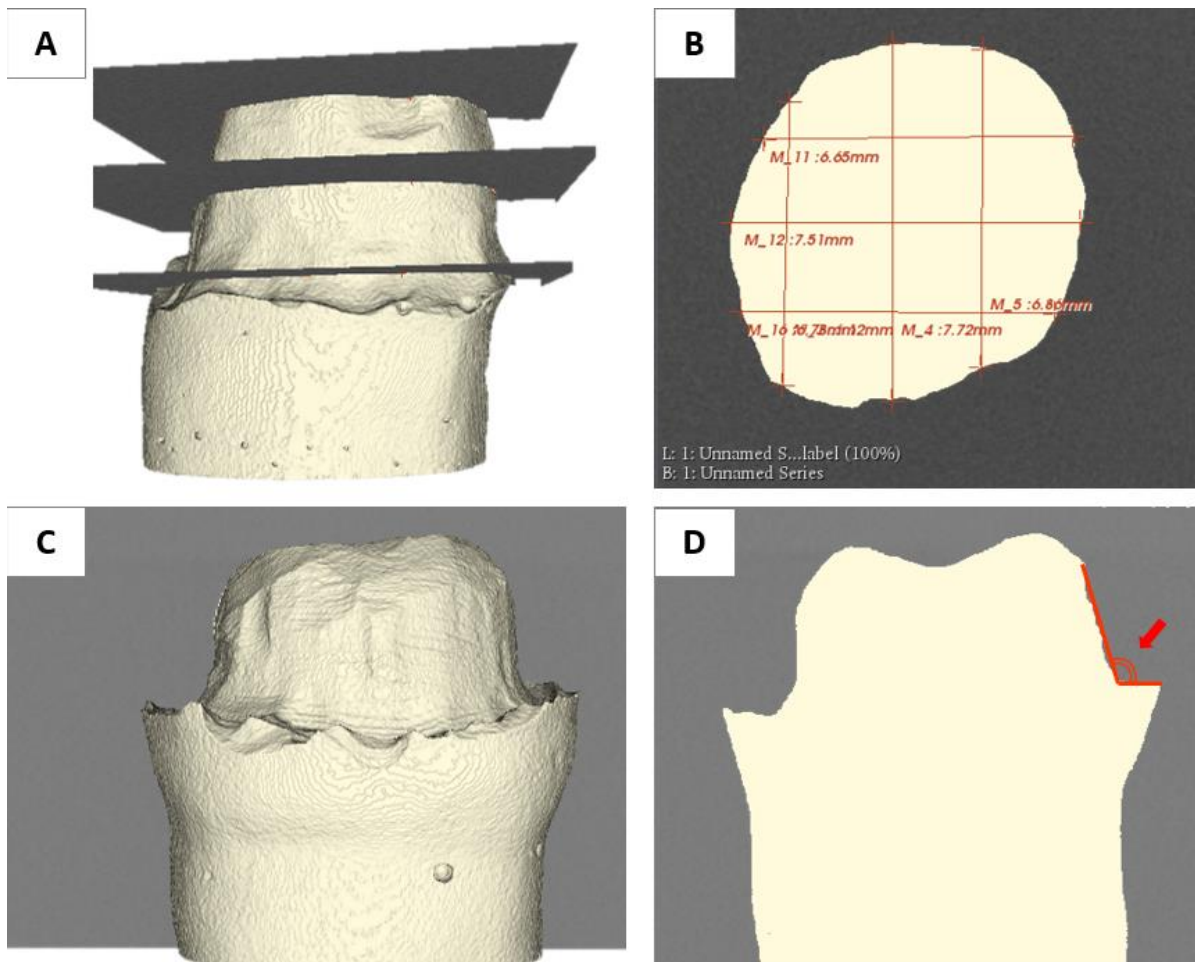 A
B
M_11 :6.65mm
M_12 :7.51mm
M_5 :6.86mm
M_16
M_4 :7.72mm
L: 1: Unnamed S...label (100%)
B: 1: Unnamed Series
C
D